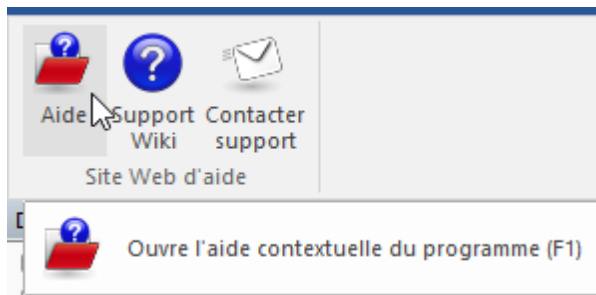 Aide Support Contacter
Wiki support
Site Web d'aide
Ouvre l'aide contextuelle du programme (F1)